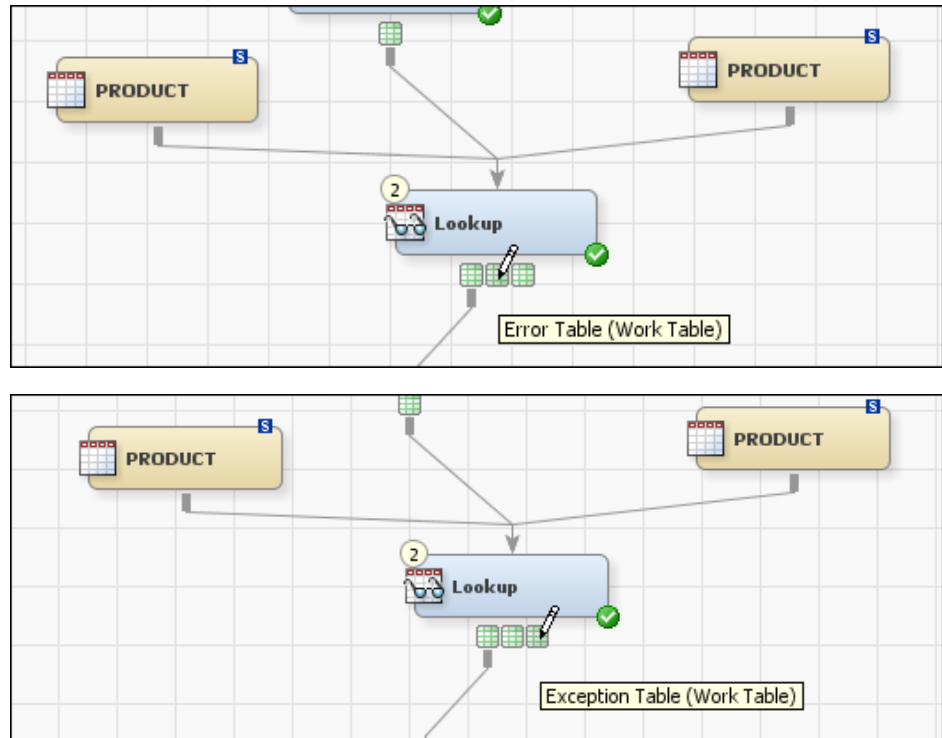 S
S
PRODUCT
PRODUCT
2
Lookup
Error Table (Work Table)
S
S
PRODUCT
PRODUCT
2
Lookup
Exception Table (Work Table)